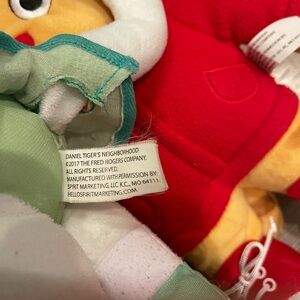 DANIEL TIGER'S NEIGHBORHOOD
©2017 THE FRED ROGERS COMPANY.
ALL RIGHTS RESERVED.
MANUFACTURED WITH PERMISSION BY:
SPIRIT MARKETING, LLC K.C., MO 64111.
HELLOSPIRITMARKETING.COM